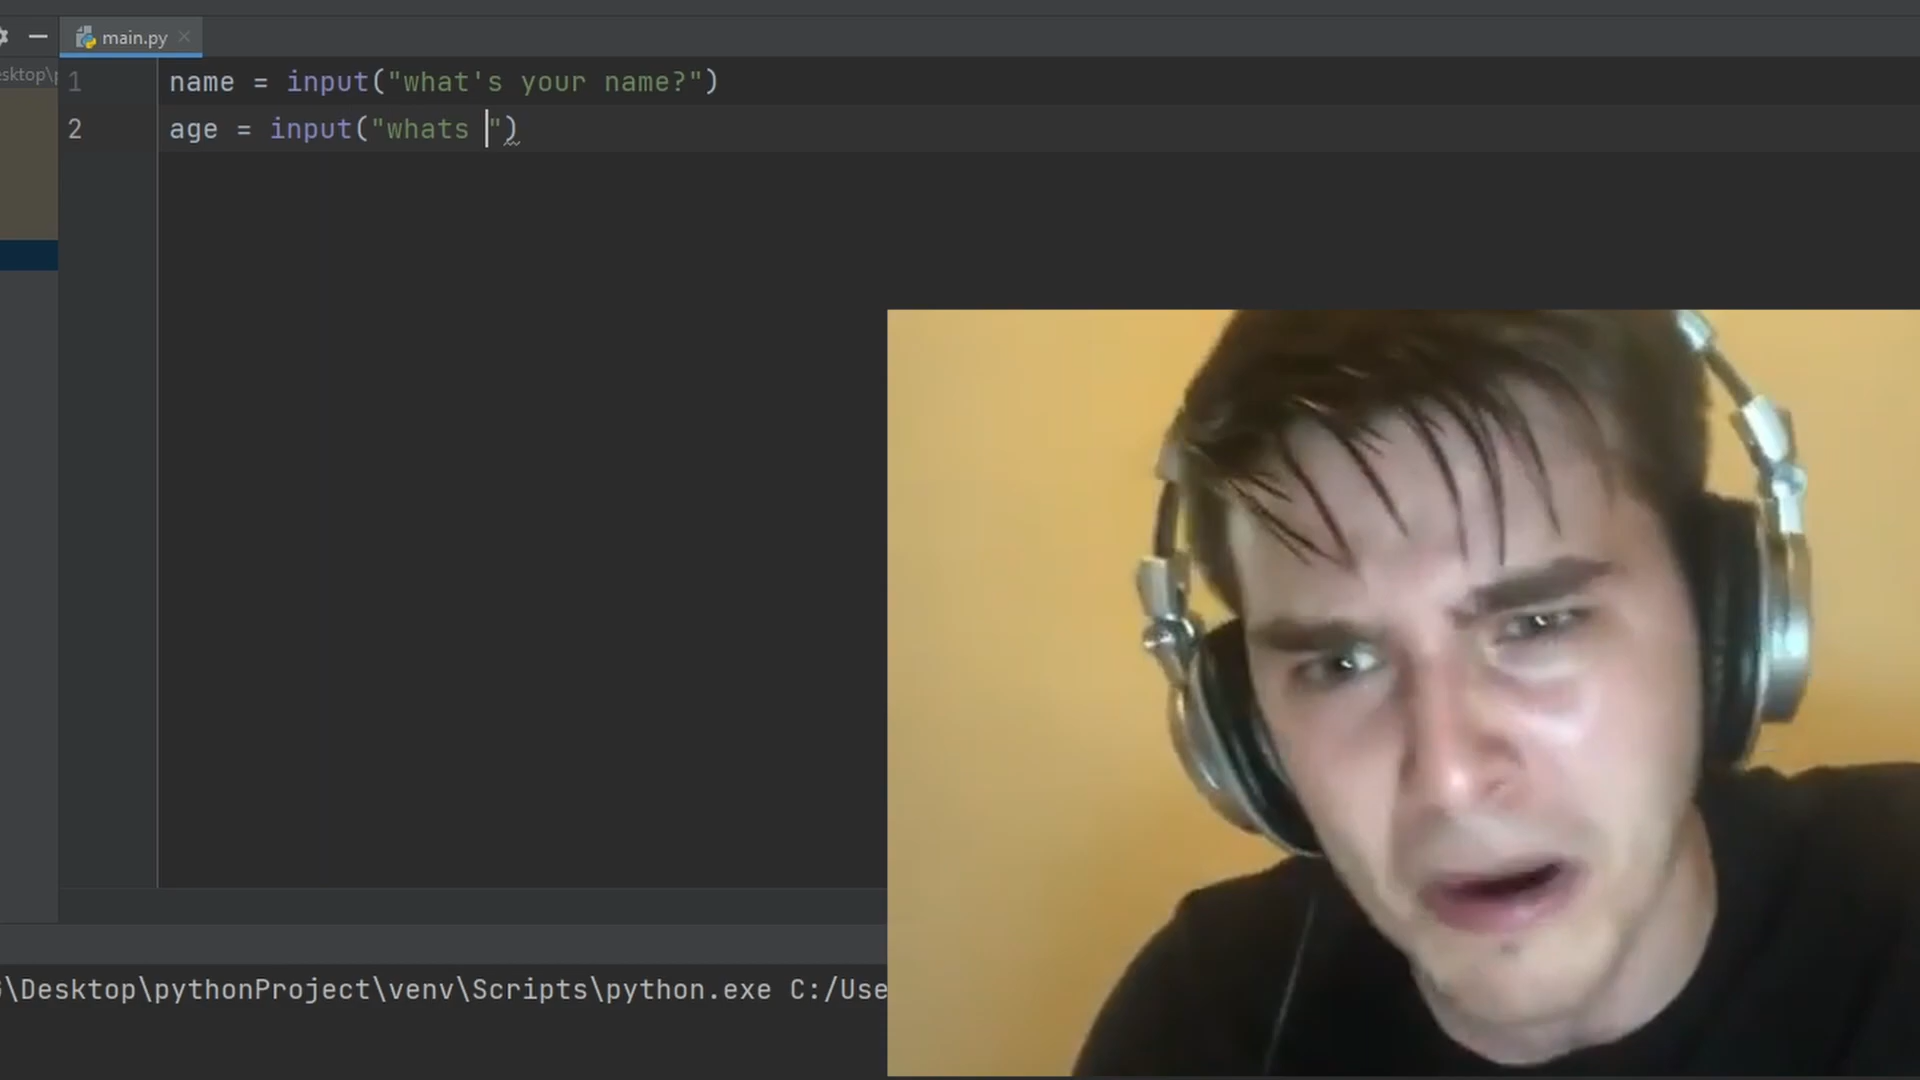 main.py
esktop\p
1 name = input("what's your name?")
2 age = input("whats ")
\Desktop\pythonProject\venv\Scripts\python.exe C:/Use